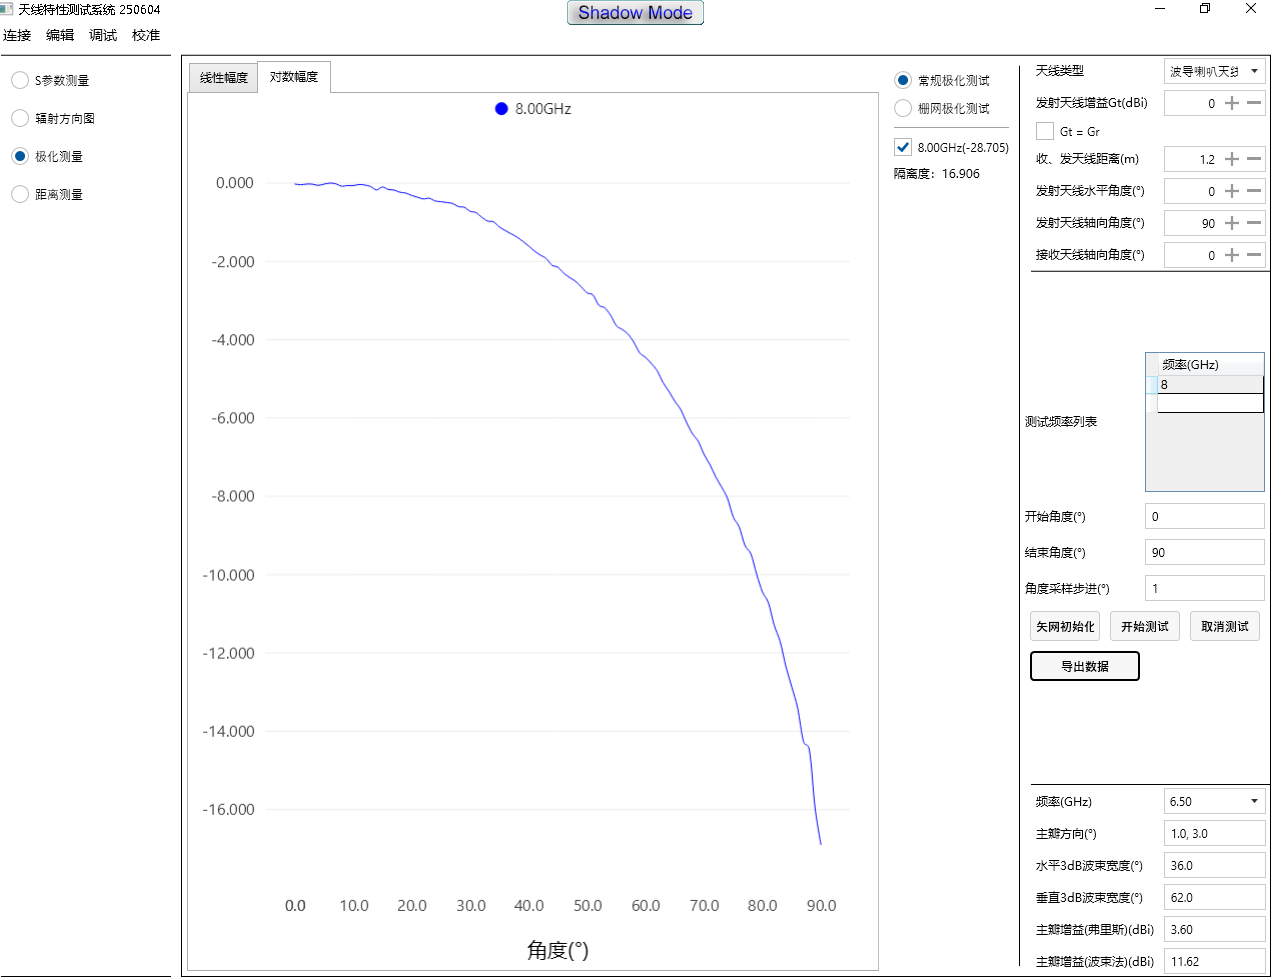 天线特性测试系统 250604
Shadow Mode
连接 编辑 调试 校准
S参数测量
辐射方向图
极化测量
距离测量
线性幅度 对数幅度
8.00GHz
0.000
-2.000
-4.000
-6.000
-8.000
-10.000
-12.000
-14.000
-16.000
0.0 10.0 20.0 30.0 40.0 50.0 60.0 70.0 80.0 90.0
角度(°)
常规极化测试
栅网极化测试
8.00GHz(-28.705)
隔离度：16.906
天线类型 波导喇叭天线
发射天线增益Gt(dBi) 0
Gt = Gr
收、发天线距离(m) 1.2
发射天线水平角度(°) 0
发射天线轴向角度(°) 90
接收天线轴向角度(°) 0
测试频率列表
频率(GHz)
8
开始角度(°) 0
结束角度(°) 90
角度采样步进(°) 1
矢网初始化 开始测试 取消测试
导出数据
频率(GHz) 6.50
主瓣方向(°) 1.0, 3.0
水平3dB波束宽度(°) 36.0
垂直3dB波束宽度(°) 62.0
主瓣增益(弗里斯)(dBi) 3.60
主瓣增益(波束法)(dBi) 11.62